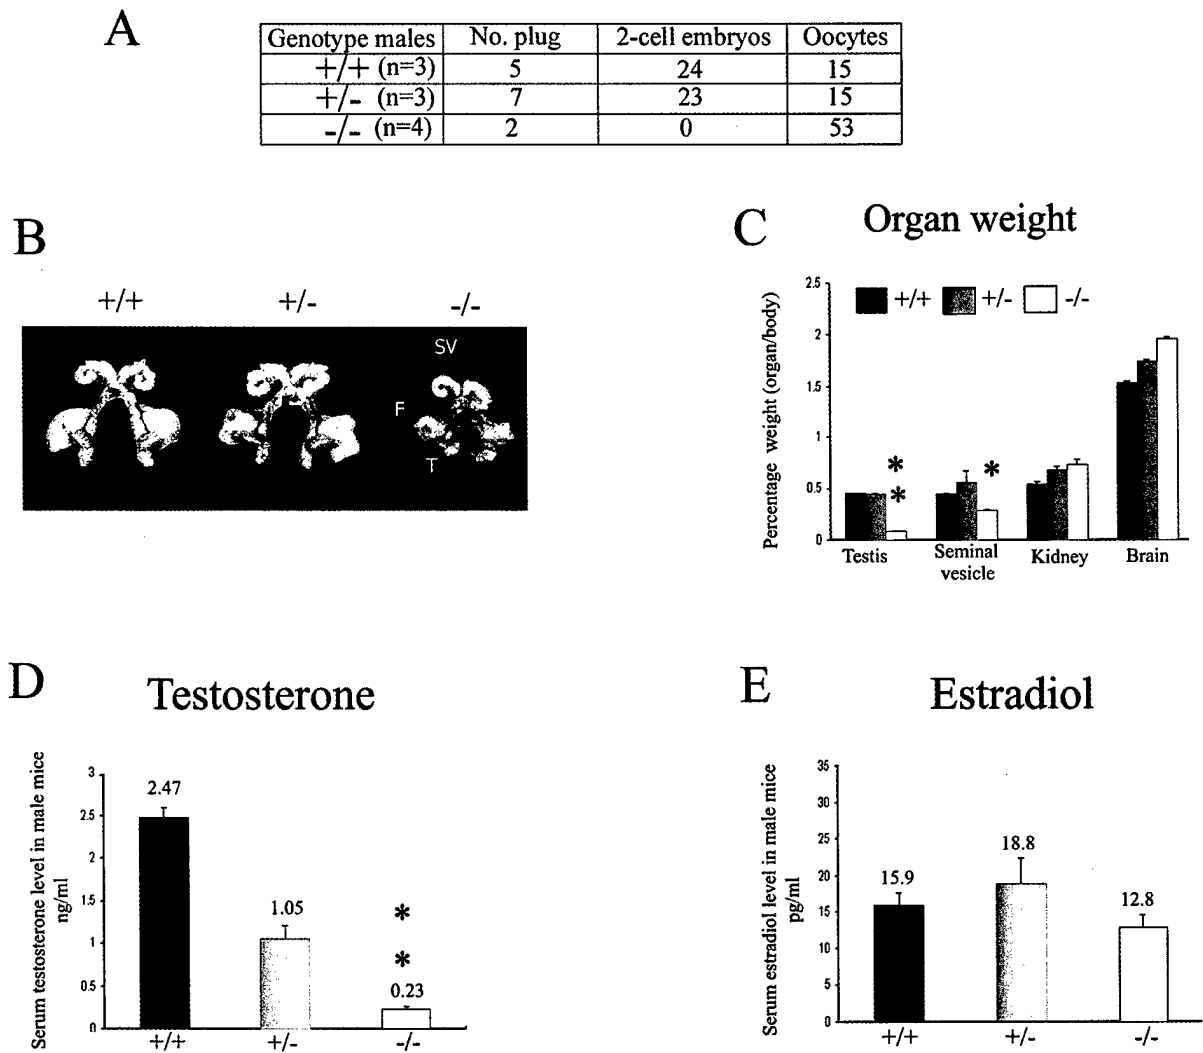 A
Genotype males No. plug 2-cell embryos Oocytes
+/+ (n=3) 5 24 15
+/- (n=3) 7 23 15
-/- (n=4) 2 0 53
B
+/+ +/- -/-
SV
F
T
C Organ weight
+/+ +/- -/-
Percentage weight (organ/body)
2.5
2
1.5
1
0.5
0
* *
*
Testis Seminal vesicle Kidney Brain
D Testosterone
Serum testosterone level in male mice
ng/ml
3
2.5
2
1.5
1
0.5
0
2.47
1.05
*
*
0.23
+/+ +/- -/-
E Estradiol
Serum estradiol level in male mice
pg/ml
35
30
25
20
15
10
5
0
15.9
18.8
12.8
+/+ +/- -/-